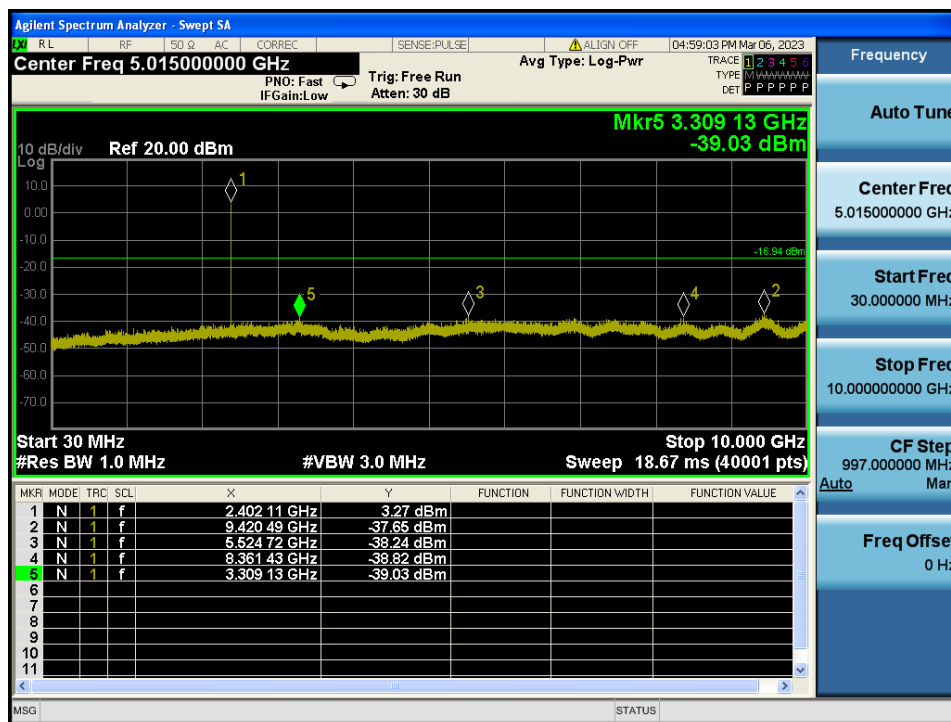 Agilent Spectrum Analyzer - Swept SA
LXI RL RF 50 Ω AC CORREC SENSE:PULSE ALIGN OFF 04:59:03 PM Mar 06, 2023
Center Freq 5.015000000 GHz
PNO: Fast
IFGain:Low
Trig: Free Run
Atten: 30 dB
Avg Type: Log-Pwr
TRACE 1 2 3 4 5 6
TYPE M
DET P P P P P P
Mkr5 3.309 13 GHz
-39.03 dBm
10 dB/div Ref 20.00 dBm
Log
10.0
0.00
-10.0
-20.0
-30.0
-40.0
-50.0
-60.0
-70.0
1
-16.94 dBm
5
3
4
2
Start 30 MHz Stop 10.000 GHz
#Res BW 1.0 MHz #VBW 3.0 MHz Sweep 18.67 ms (40001 pts)
MKR MODE TRC SCL X Y FUNCTION FUNCTION WIDTH FUNCTION VALUE
1 N 1 f 2.402 11 GHz 3.27 dBm
2 N 1 f 9.420 49 GHz -37.65 dBm
3 N 1 f 5.524 72 GHz -38.24 dBm
4 N 1 f 8.361 43 GHz -38.82 dBm
5 N 1 f 3.309 13 GHz -39.03 dBm
6
7
8
9
10
11
MSG STATUS
Frequency
Auto Tune
Center Freq
5.015000000 GHz
Start Freq
30.000000 MHz
Stop Freq
10.000000000 GHz
CF Step
997.000000 MHz
Auto Man
Freq Offset
0 Hz